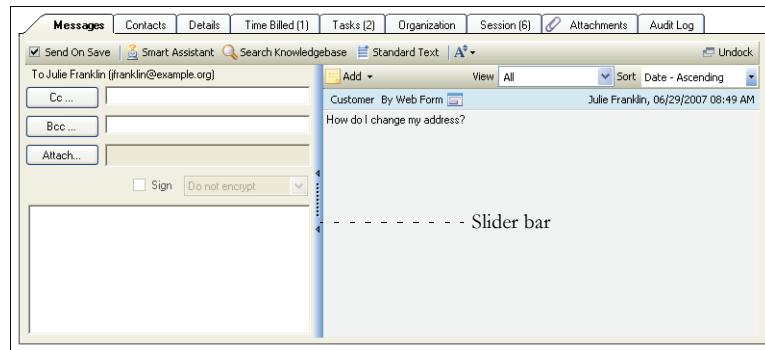 Messages Contacts Details Time Billed (1) Tasks (2) Organization Session (6) Attachments Audit Log
Send On Save Smart Assistant Search Knowledgebase Standard Text A Undock
To Julie Franklin (jfranklin@example.org)
Cc ...
Bcc ...
Attach...
Sign Do not encrypt
Add View All Sort Date - Ascending
Customer By Web Form Julie Franklin, 06/29/2007 08:49 AM
How do I change my address?
Slider bar